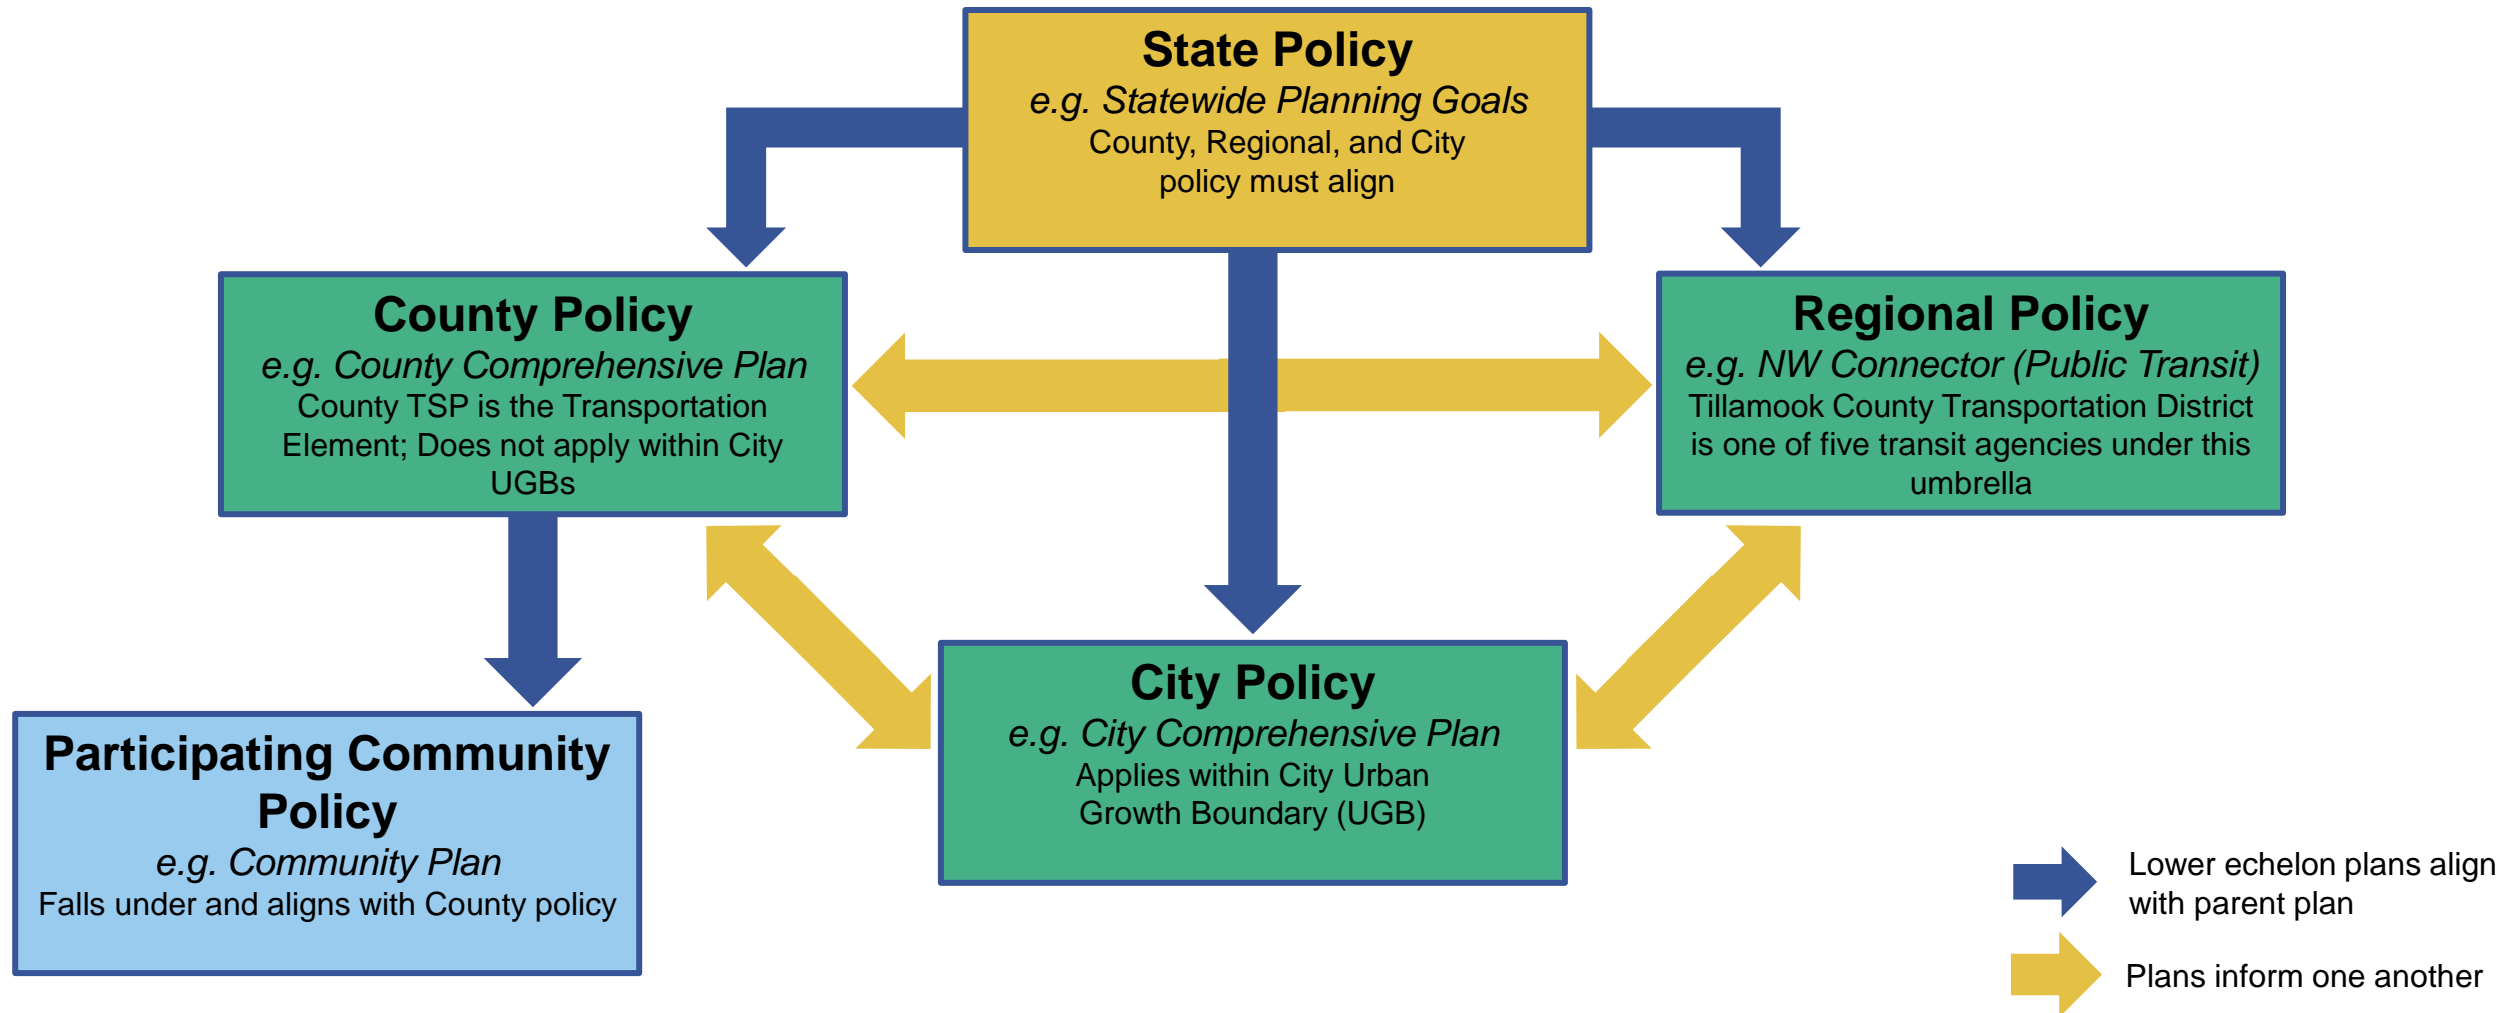 State Policy
e.g. Statewide Planning Goals
County, Regional, and City
policy must align
County Policy
e.g. County Comprehensive Plan
County TSP is the Transportation
Element; Does not apply within City
UGBs
Regional Policy
e.g. NW Connector (Public Transit)
Tillamook County Transportation District
is one of five transit agencies under this
umbrella
Participating Community
Policy
e.g. Community Plan
Falls under and aligns with County policy
City Policy
e.g. City Comprehensive Plan
Applies within City Urban
Growth Boundary (UGB)
Lower echelon plans align
with parent plan
Plans inform one another